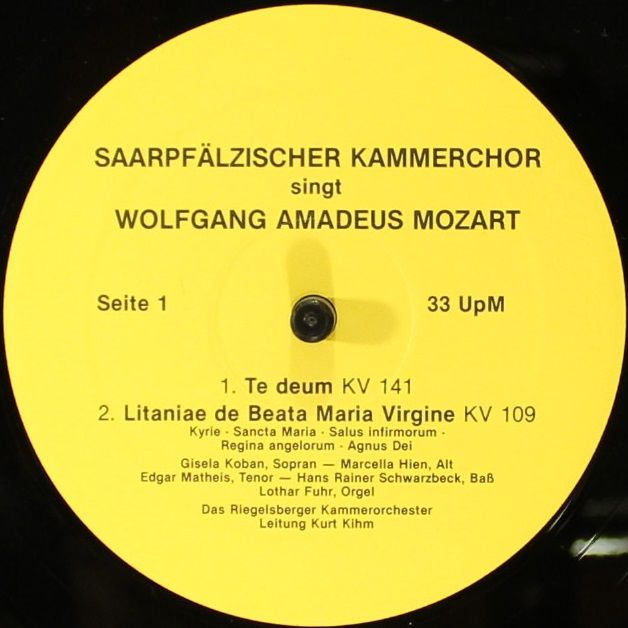 SAARPFÄLZISCHER KAMMERCHOR
singt
WOLFGANG AMADEUS MOZART
Seite 1 33 UpM
1. Te deum KV 141
2. Litaniae de Beata Maria Virgine KV 109
Kyrie · Sancta Maria · Salus infirmorum ·
Regina angelorum · Agnus Dei
Gisela Koban, Sopran — Marcella Hien, Alt
Edgar Matheis, Tenor — Hans Rainer Schwarzbeck, Baß
Lothar Fuhr, Orgel
Das Riegelsberger Kammerorchester
Leitung Kurt Kihm